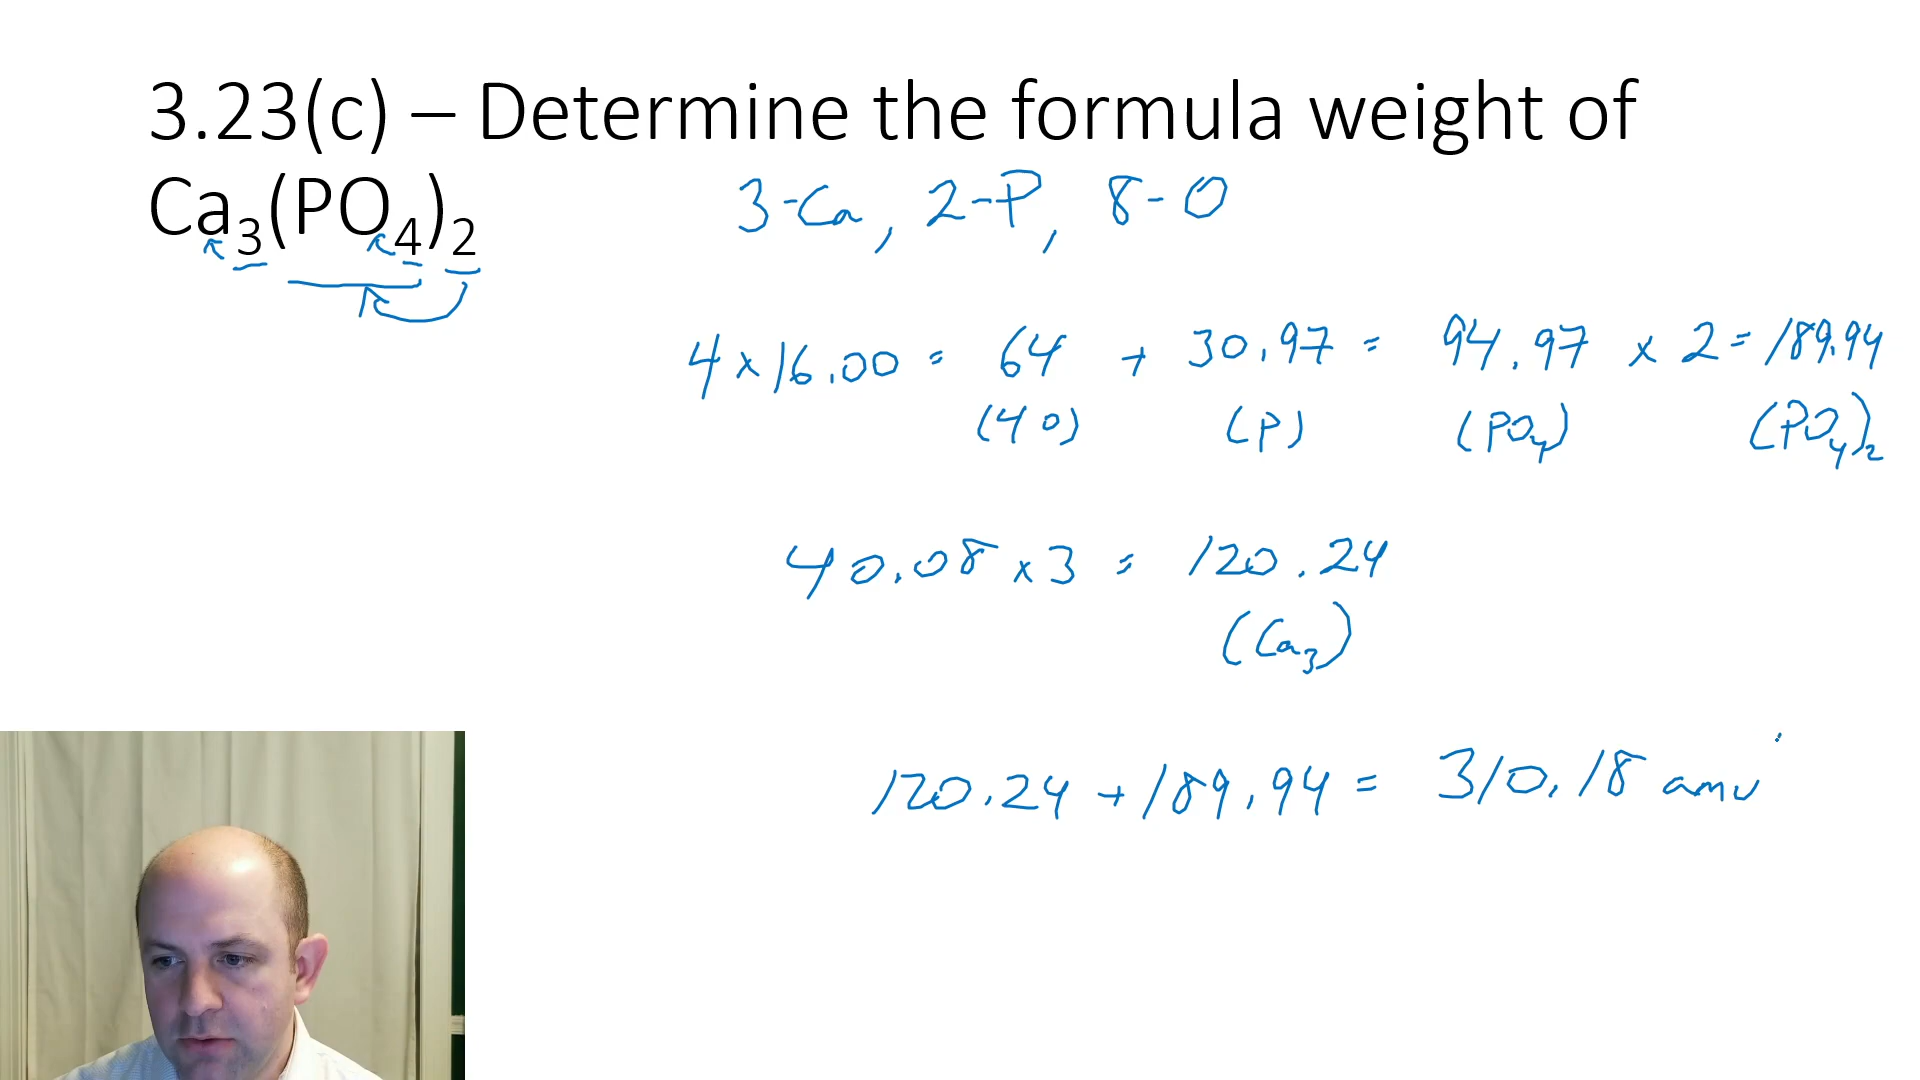 3.23(c) – Determine the formula weight of
Ca₃(PO₄)₂
3-Ca, 2-P, 8-O
4 x 16.00 = 64 + 30.97 = 94.97 x 2 = 189.94
(4 O) (P) (PO₄) (PO₄)₂
40.08 x 3 = 120.24
(Ca₃)
120.24 + 189.94 = 310.18 amu